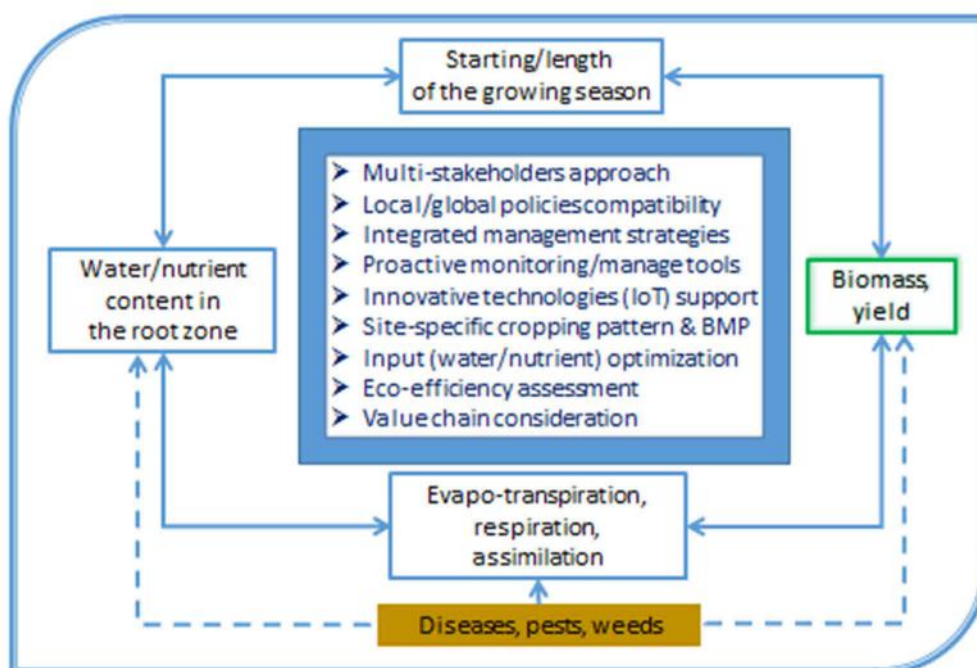 Starting/length
of the growing season
➤ Multi-stakeholders approach
➤ Local/global policies compatibility
➤ Integrated management strategies
➤ Proactive monitoring/manage tools
➤ Innovative technologies (IoT) support
➤ Site-specific cropping pattern & BMP
➤ Input (water/nutrient) optimization
➤ Eco-efficiency assessment
➤ Value chain consideration
Water/nutrient
content in
the root zone
Biomass,
yield
Evapo-transpiration,
respiration,
assimilation
Diseases, pests, weeds